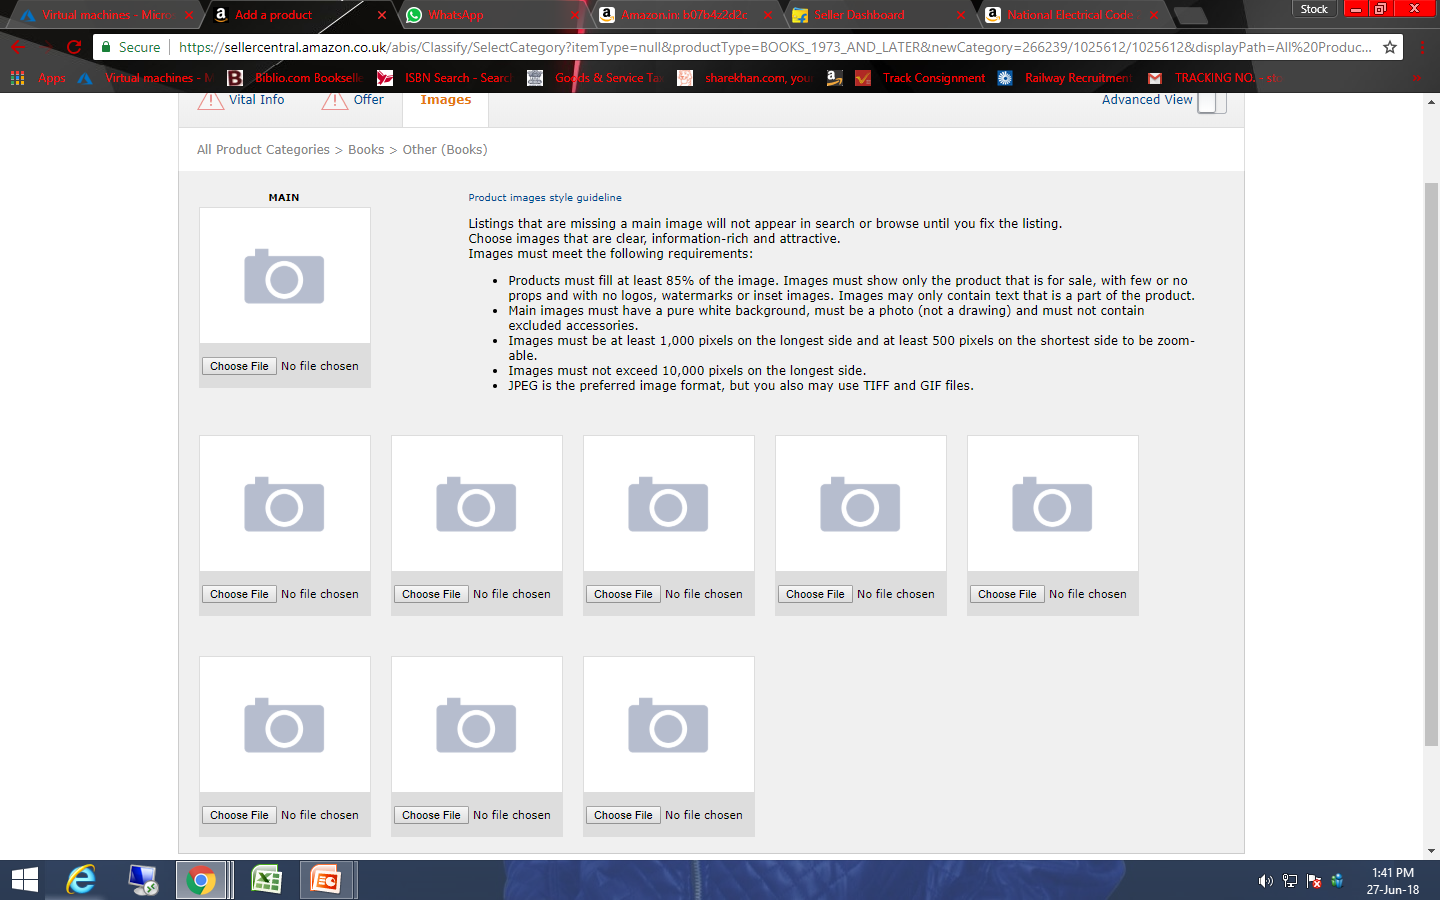 Virtual machines - Micros
Add a product
WhatsApp
Amazon.in: b07b4z2d2c
Seller Dashboard
National Electrical Code
Stock
Secure
https://sellercentral.amazon.co.uk/abis/Classify/SelectCategory?itemType=null&productType=BOOKS_1973_AND_LATER&newCategory=266239/1025612/1025612&displayPath=All%20Produc...
Apps
Virtual machines - M
Biblio.com Bookselle
ISBN Search - Search
Goods & Service Tax
sharekhan.com, your
Track Consignment
Railway Recruitment
TRACKING NO. - sh
Vital Info
Offer
Images
Advanced View
All Product Categories > Books > Other (Books)
MAIN
Choose File No file chosen
Product images style guideline
Listings that are missing a main image will not appear in search or browse until you fix the listing.
Choose images that are clear, information-rich and attractive.
Images must meet the following requirements:
• Products must fill at least 85% of the image. Images must show only the product that is for sale, with few or no
props and with no logos, watermarks or inset images. Images may only contain text that is a part of the product.
• Main images must have a pure white background, must be a photo (not a drawing) and must not contain
excluded accessories.
• Images must be at least 1,000 pixels on the longest side and at least 500 pixels on the shortest side to be zoom-
able.
• Images must not exceed 10,000 pixels on the longest side.
• JPEG is the preferred image format, but you also may use TIFF and GIF files.
Choose File No file chosen
Choose File No file chosen
Choose File No file chosen
Choose File No file chosen
Choose File No file chosen
Choose File No file chosen
Choose File No file chosen
Choose File No file chosen
1:41 PM
27-Jun-18